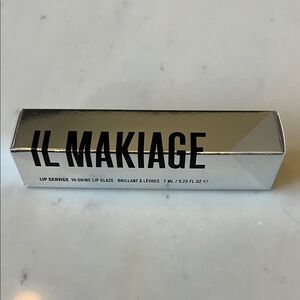 IL MAKIAGE
LIP SERVICE HI-SHINE LIP GLAZE BRILLANT À LÈVRES 7 ML / 0.23 FL OZ ℮